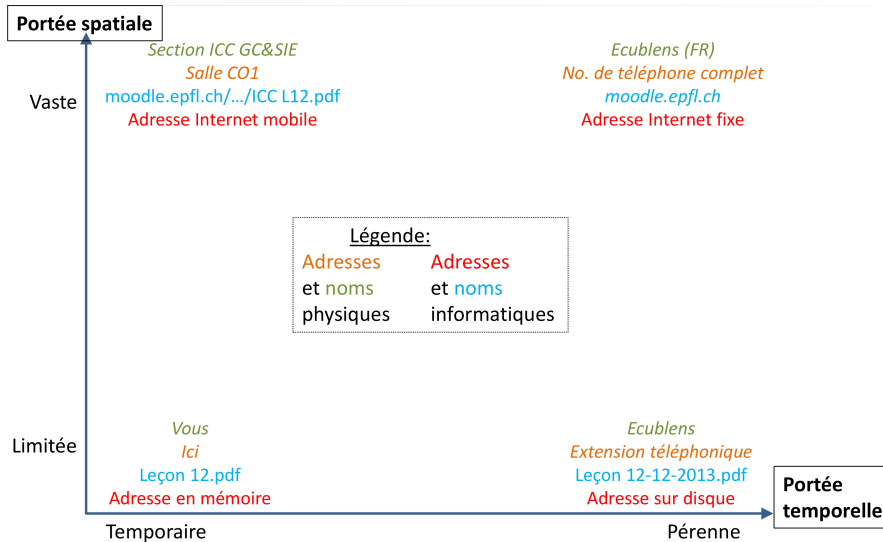 Portée spatiale
Section ICC GC&SIE
Salle CO1
moodle.epfl.ch/.../ICC L12.pdf
Adresse Internet mobile
Ecublens (FR)
No. de téléphone complet
moodle.epfl.ch
Adresse Internet fixe
Vaste
Légende:
Adresses
et noms
physiques
Adresses
et noms
informatiques
Limitée
Vous
Ici
Leçon 12.pdf
Adresse en mémoire
Ecublens
Extension téléphonique
Leçon 12-12-2013.pdf
Adresse sur disque
Portée
temporelle
Temporaire
Pérenne